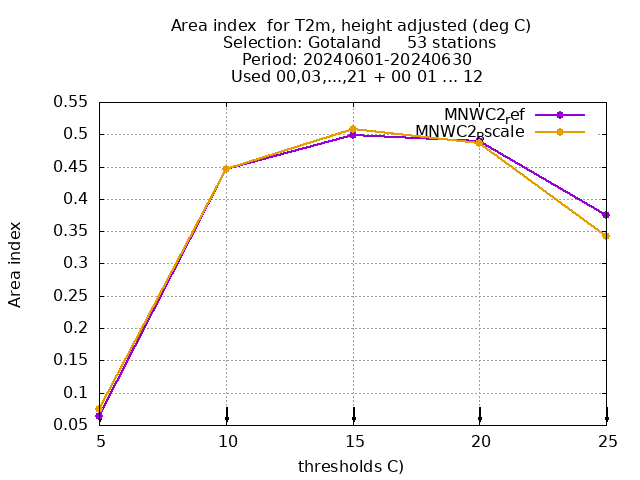 Area index  for T2m, height adjusted (deg C)
Selection: Gotaland     53 stations
Period: 20240601-20240630
Used 00,03,...,21 + 00 01 ... 12
MNWC2_ref
MNWC2_pscale
0.55
0.5
0.45
0.4
0.35
0.3
0.25
0.2
0.15
0.1
0.05
Area index
5 10 15 20 25
thresholds C)